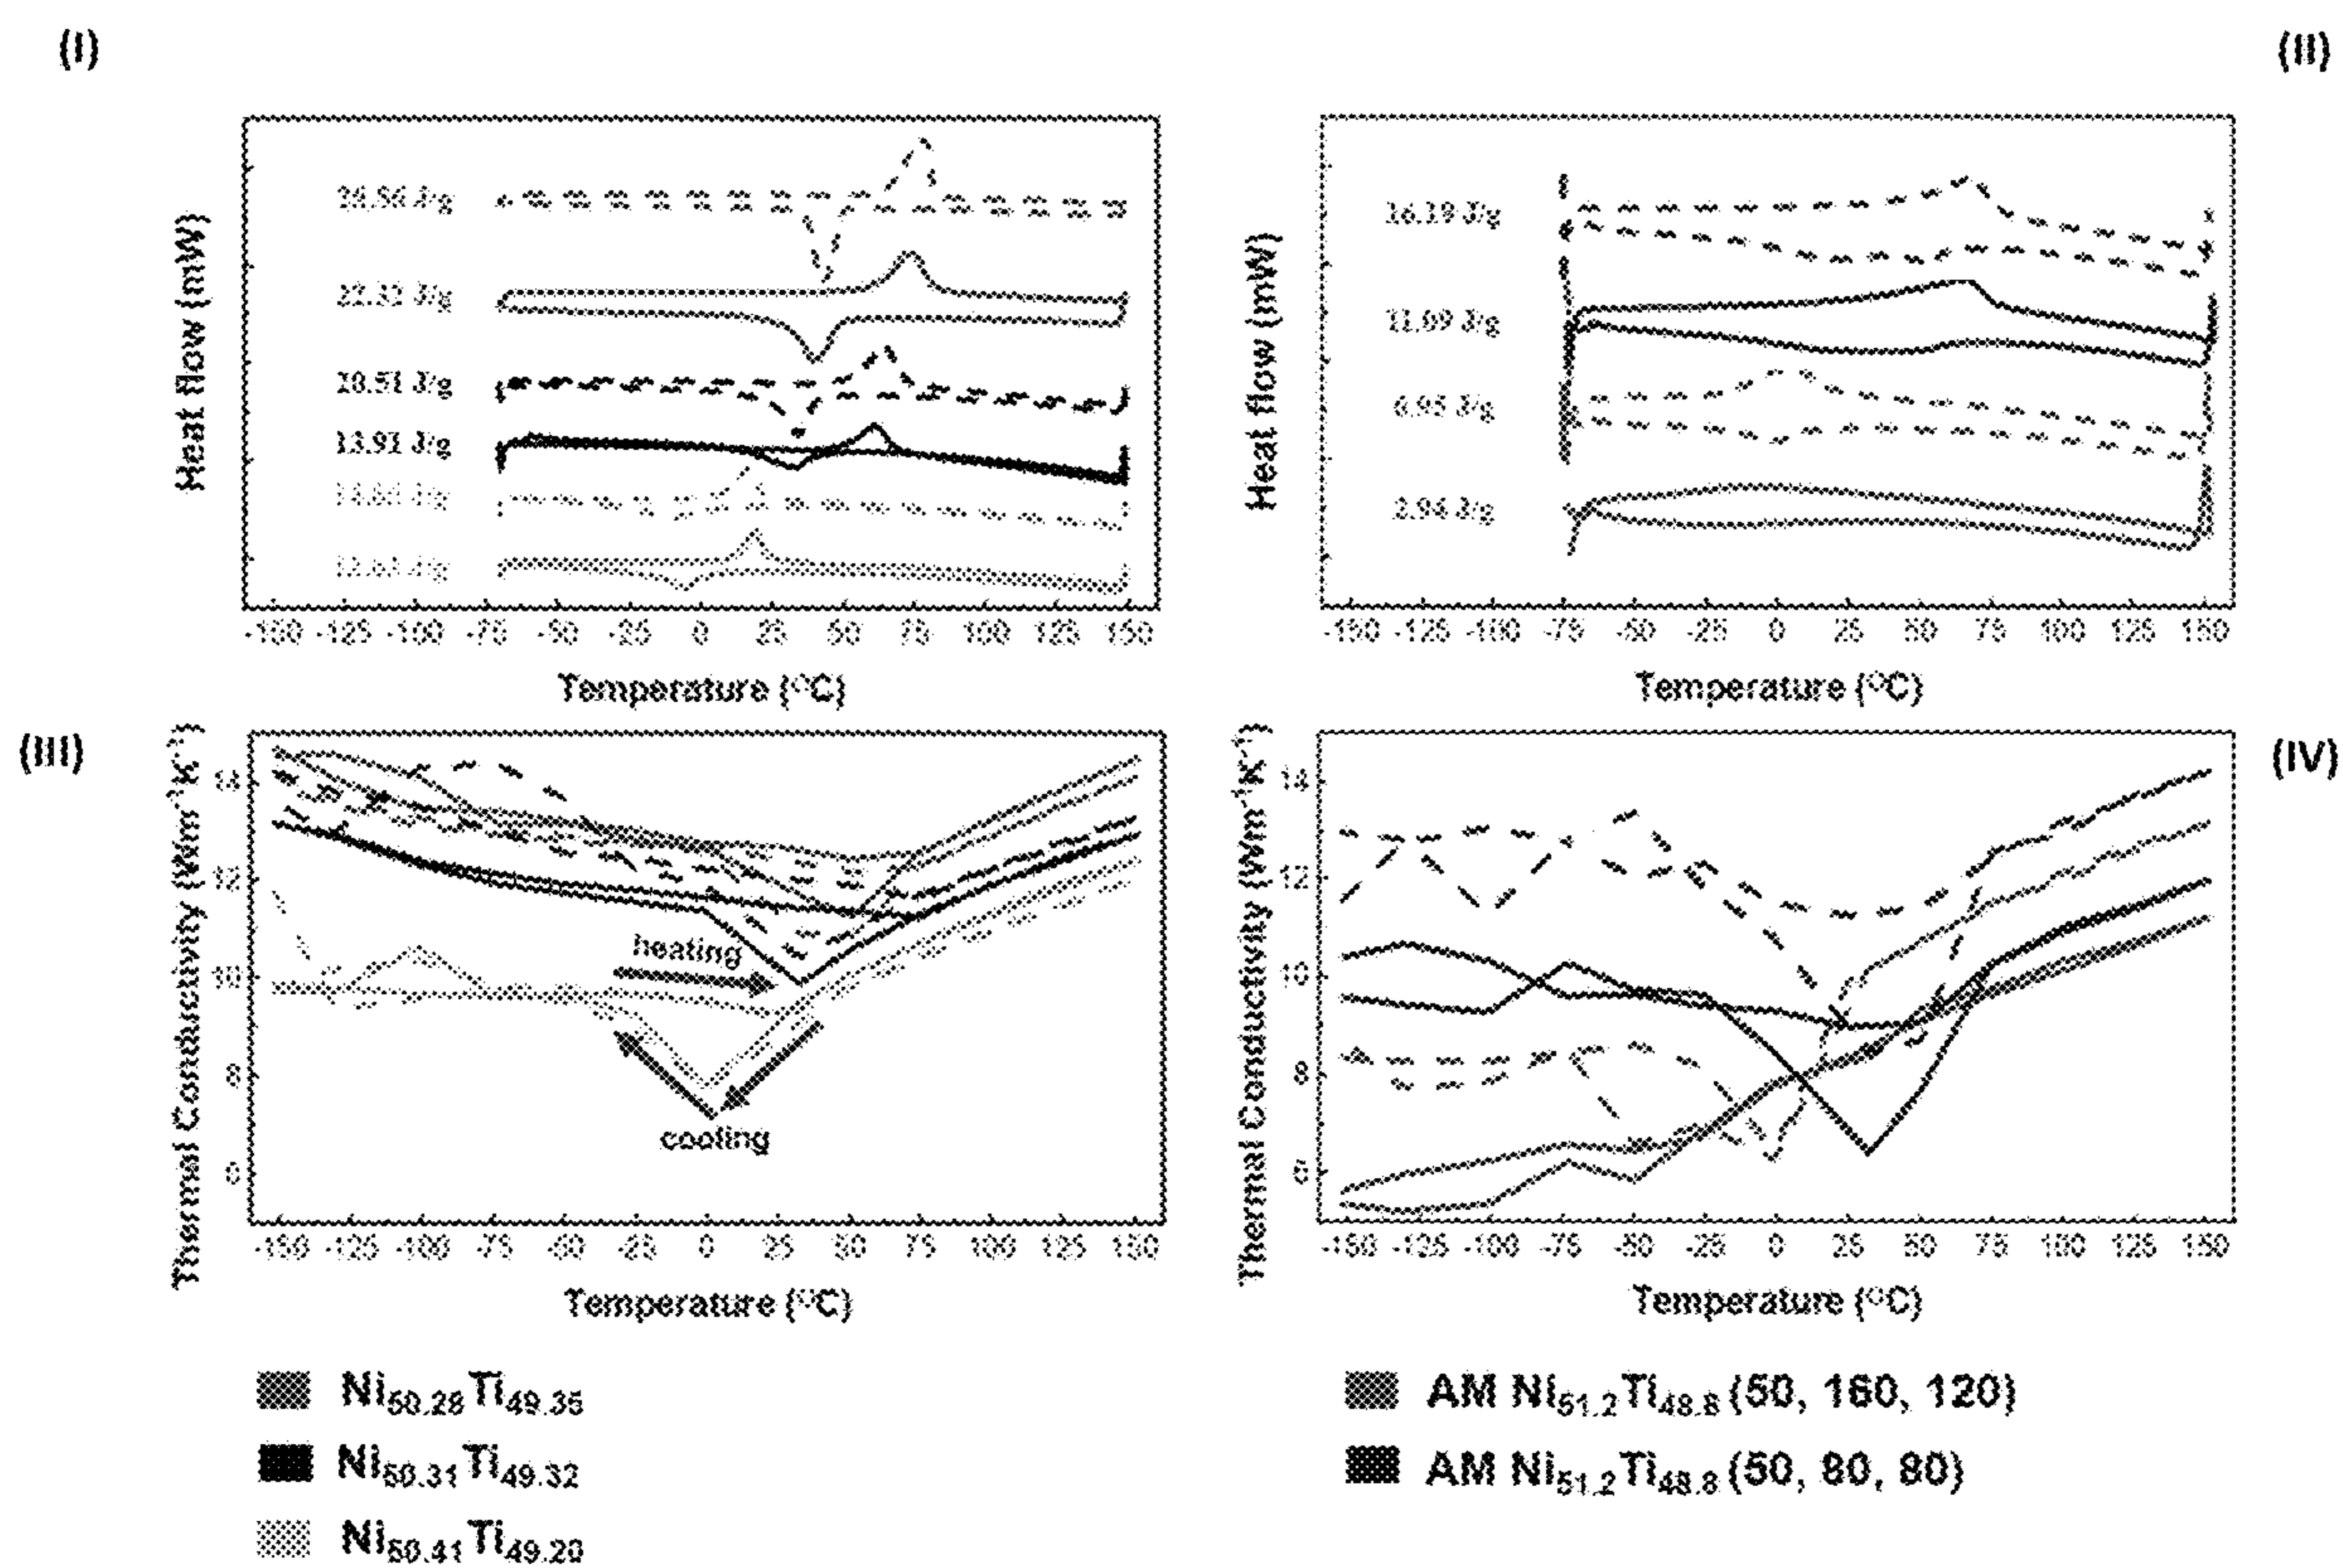 (I)
(II)
Heat flow (mW)
22.32 J/g
20.51 J/g
13.91 J/g
-150 -125 -100 -75 -50 -25 0 25 50 75 100 125 150
Temperature (°C)
Heat flow (mW)
16.19 J/g
11.09 J/g
6.95 J/g
2.94 J/g
-150 -125 -100 -75 -50 -25 0 25 50 75 100 125 150
Temperature (°C)
(III)
Thermal Conductivity (Wm⁻¹K⁻¹)
14
12
10
8
6
heating
cooling
-150 -125 -100 -75 -50 -25 0 25 50 75 100 125 150
Temperature (°C)
(IV)
Thermal Conductivity (Wm⁻¹K⁻¹)
14
12
10
8
6
-150 -125 -100 -75 -50 -25 0 25 50 75 100 125 150
Temperature (°C)
Ni50.28Ti49.35
Ni50.31Ti49.32
Ni50.41Ti49.20
AM Ni51.2Ti48.8 (50, 160, 120)
AM Ni51.2Ti48.8 (50, 80, 80)